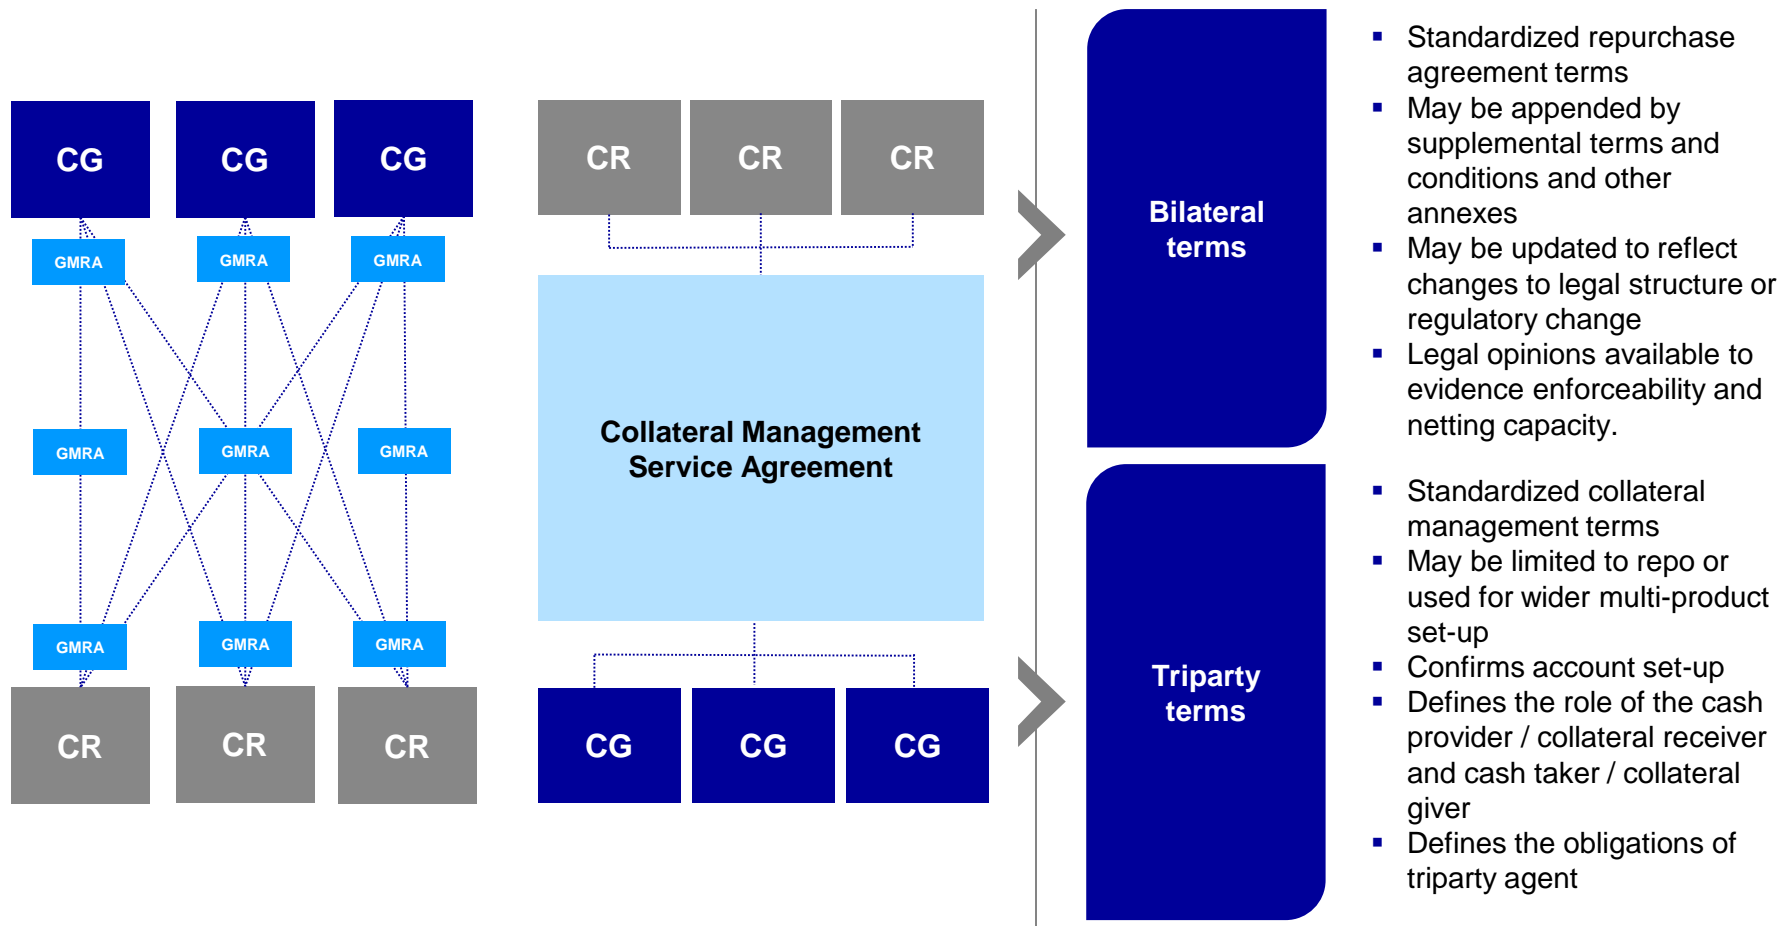 CG
CG
CG
GMRA
GMRA
GMRA
GMRA
GMRA
GMRA
GMRA
GMRA
GMRA
CR
CR
CR
CR
CR
CR
Collateral Management
Service Agreement
CG
CG
CG
Bilateral
terms
▪ Standardized repurchase
agreement terms
▪ May be appended by
supplemental terms and
conditions and other
annexes
▪ May be updated to reflect
changes to legal structure or
regulatory change
▪ Legal opinions available to
evidence enforceability and
netting capacity.
Triparty
terms
▪ Standardized collateral
management terms
▪ May be limited to repo or
used for wider multi-product
set-up
▪ Confirms account set-up
▪ Defines the role of the cash
provider / collateral receiver
and cash taker / collateral
giver
▪ Defines the obligations of
triparty agent